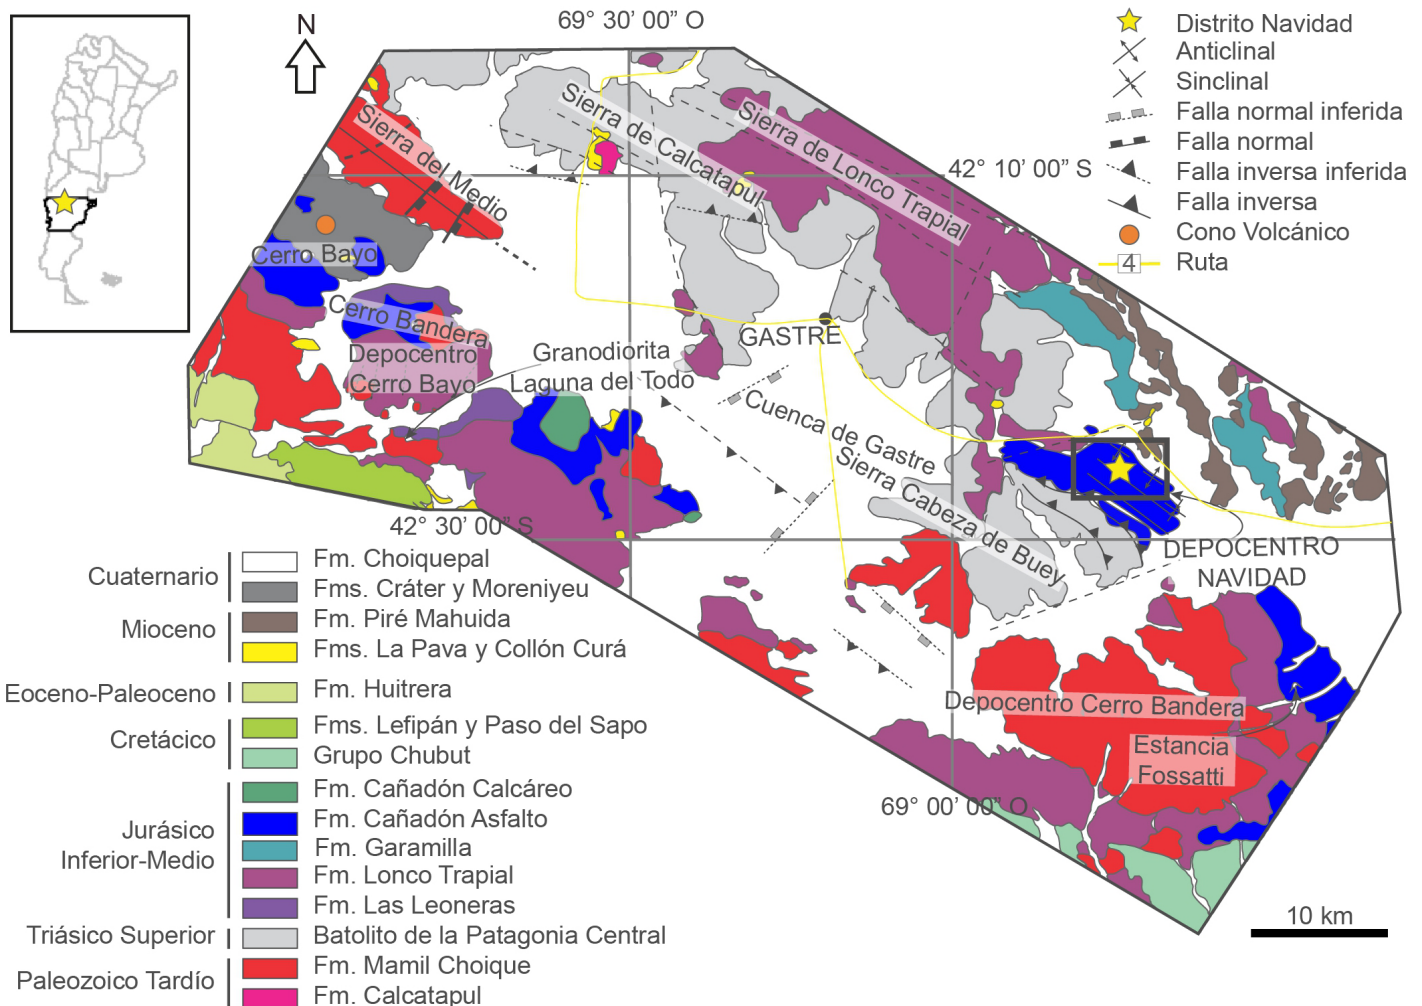 69° 30’ 00” O
N
Distrito Navidad
Anticlinal
Sinclinal
Falla normal inferida
Falla normal
Falla inversa inferida
Falla inversa
Cono Volcánico
4
Ruta
42° 10’ 00” S
Sierra del Medio
Sierra de Calcatapul
Sierra de Lonco Trapial
Cerro Bayo
Cerro Bandera
Depocentro
Cerro Bayo
Granodiorita
Laguna del Todo
GASTRE
Cuenca de Gastre
Sierra Cabeza de Buey
42° 30’ 00” S
DEPOCENTRO
NAVIDAD
Depocentro Cerro Bandera
Estancia
Fossatti
69° 00’ 00” O
10 km
Cuaternario
Fm. Choiquepal
Fms. Cráter y Moreniyeu
Mioceno
Fm. Piré Mahuida
Fms. La Pava y Collón Curá
Eoceno-Paleoceno
Fm. Huitrera
Cretácico
Fms. Lefipán y Paso del Sapo
Grupo Chubut
Jurásico
Inferior-Medio
Fm. Cañadón Calcáreo
Fm. Cañadón Asfalto
Fm. Garamilla
Fm. Lonco Trapial
Fm. Las Leoneras
Triásico Superior
Batolito de la Patagonia Central
Paleozoico Tardío
Fm. Mamil Choique
Fm. Calcatapul